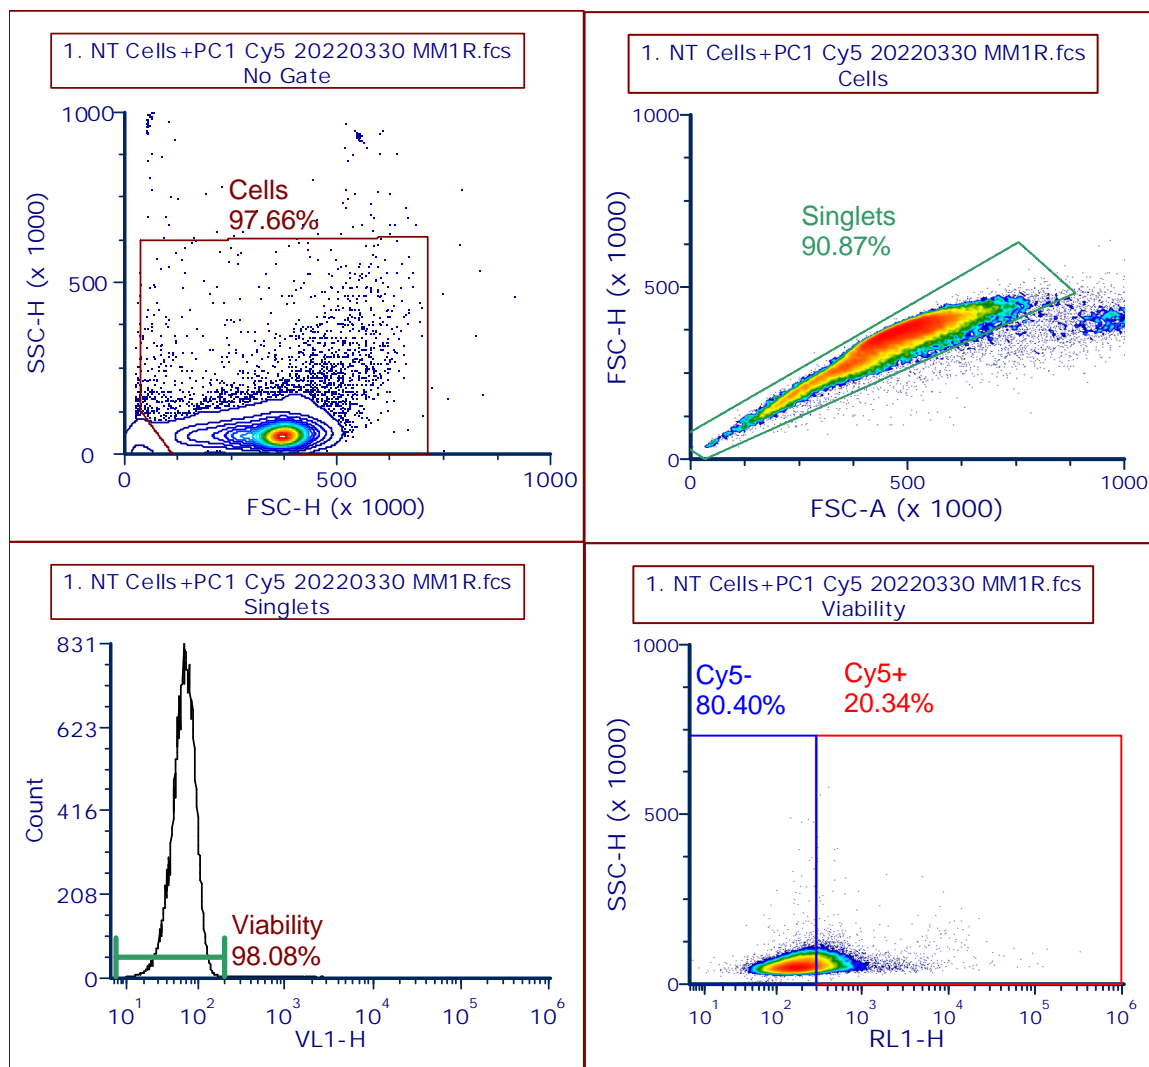 1. NT Cells+PC1 Cy5 20220330 MM1R.fcs
No Gate
1000
500
0
SSC-H (x 1000)
Cells
97.66%
0
500
1000
FSC-H (x 1000)
1. NT Cells+PC1 Cy5 20220330 MM1R.fcs
Cells
1000
500
0
FSC-H (x 1000)
Singlets
90.87%
0
500
1000
FSC-A (x 1000)
1. NT Cells+PC1 Cy5 20220330 MM1R.fcs
Singlets
831
623
416
208
0
Count
Viability
98.08%
10^1
10^2
10^3
10^4
10^5
10^6
VL1-H
1. NT Cells+PC1 Cy5 20220330 MM1R.fcs
Viability
1000
500
0
SSC-H (x 1000)
Cy5-
80.40%
Cy5+
20.34%
10^1
10^2
10^3
10^4
10^5
10^6
RL1-H